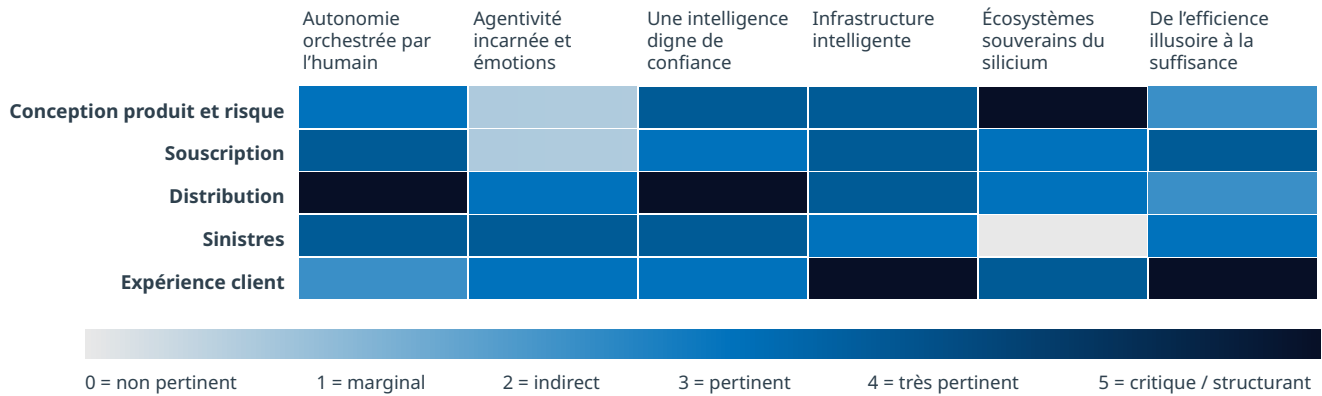 Autonomie
orchestrée par
l’humain
Agentivité
incarnée et
émotions
Une intelligence
digne de
confiance
Infrastructure
intelligente
Écosystèmes
souverains du
silicium
De l’efficience
illusoire à la
suffisance
Conception produit et risque
Souscription
Distribution
Sinistres
Expérience client
0 = non pertinent
1 = marginal
2 = indirect
3 = pertinent
4 = très pertinent
5 = critique / structurant